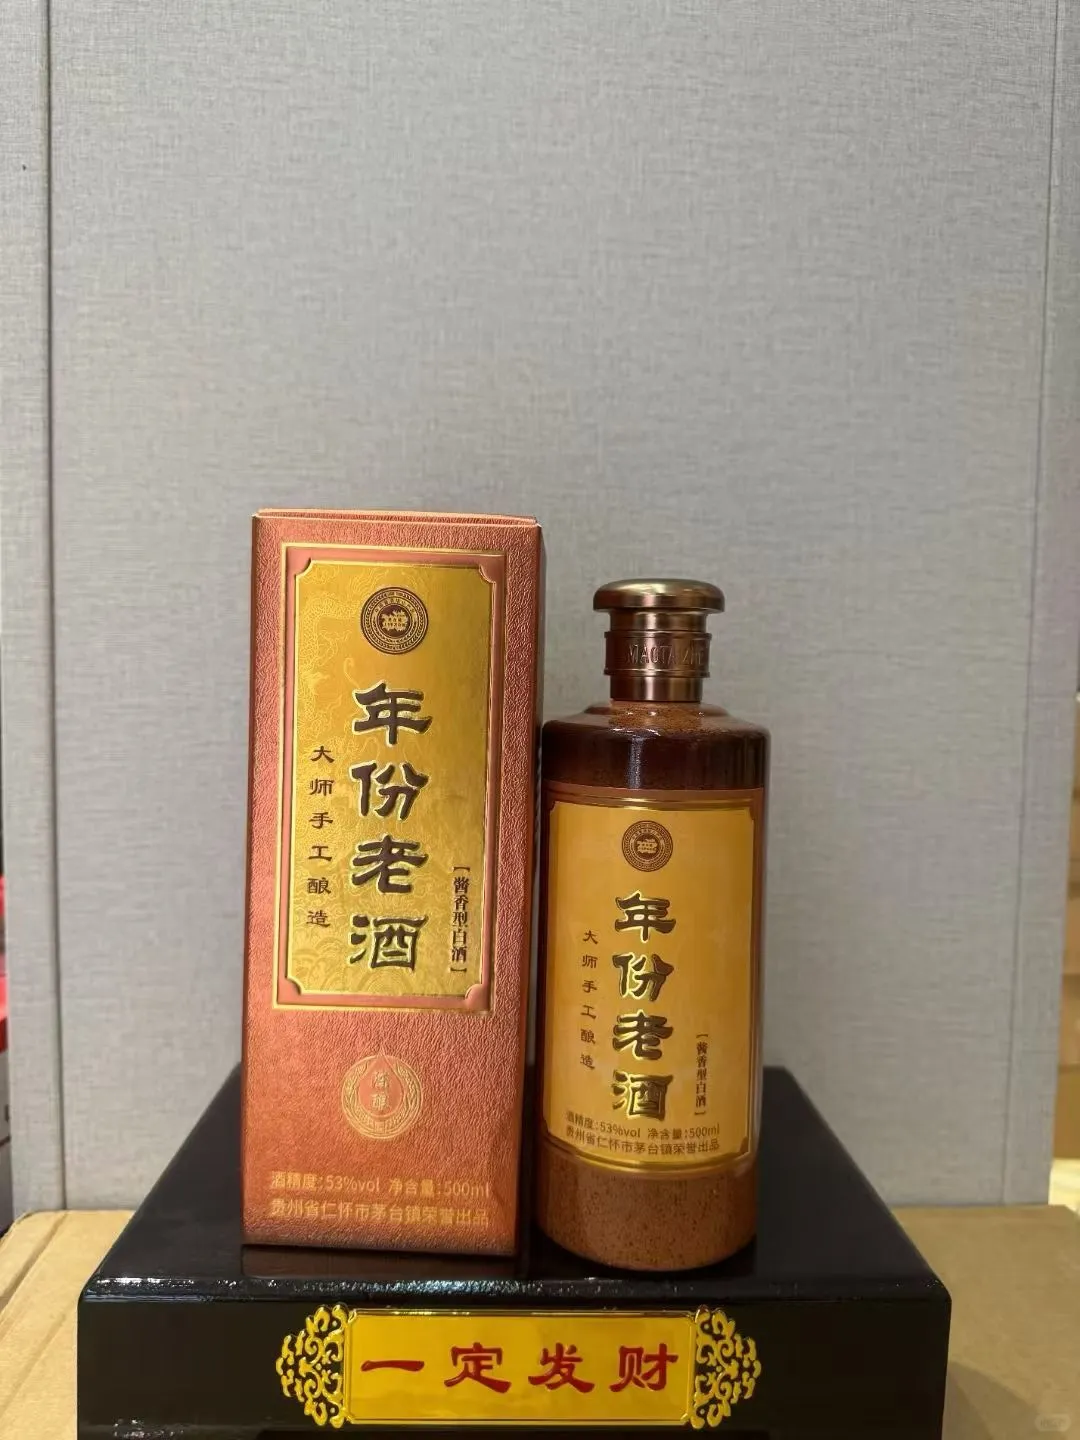 年份老酒
大师手工酿造
【酱香型白酒】
酒精度:53%vol 净含量:500ml
贵州省仁怀市茅台镇荣誉出品
年份老酒
大师手工酿造
【酱香型白酒】
酒精度:53%vol 净含量:500ml
贵州省仁怀市茅台镇荣誉出品
一定发财